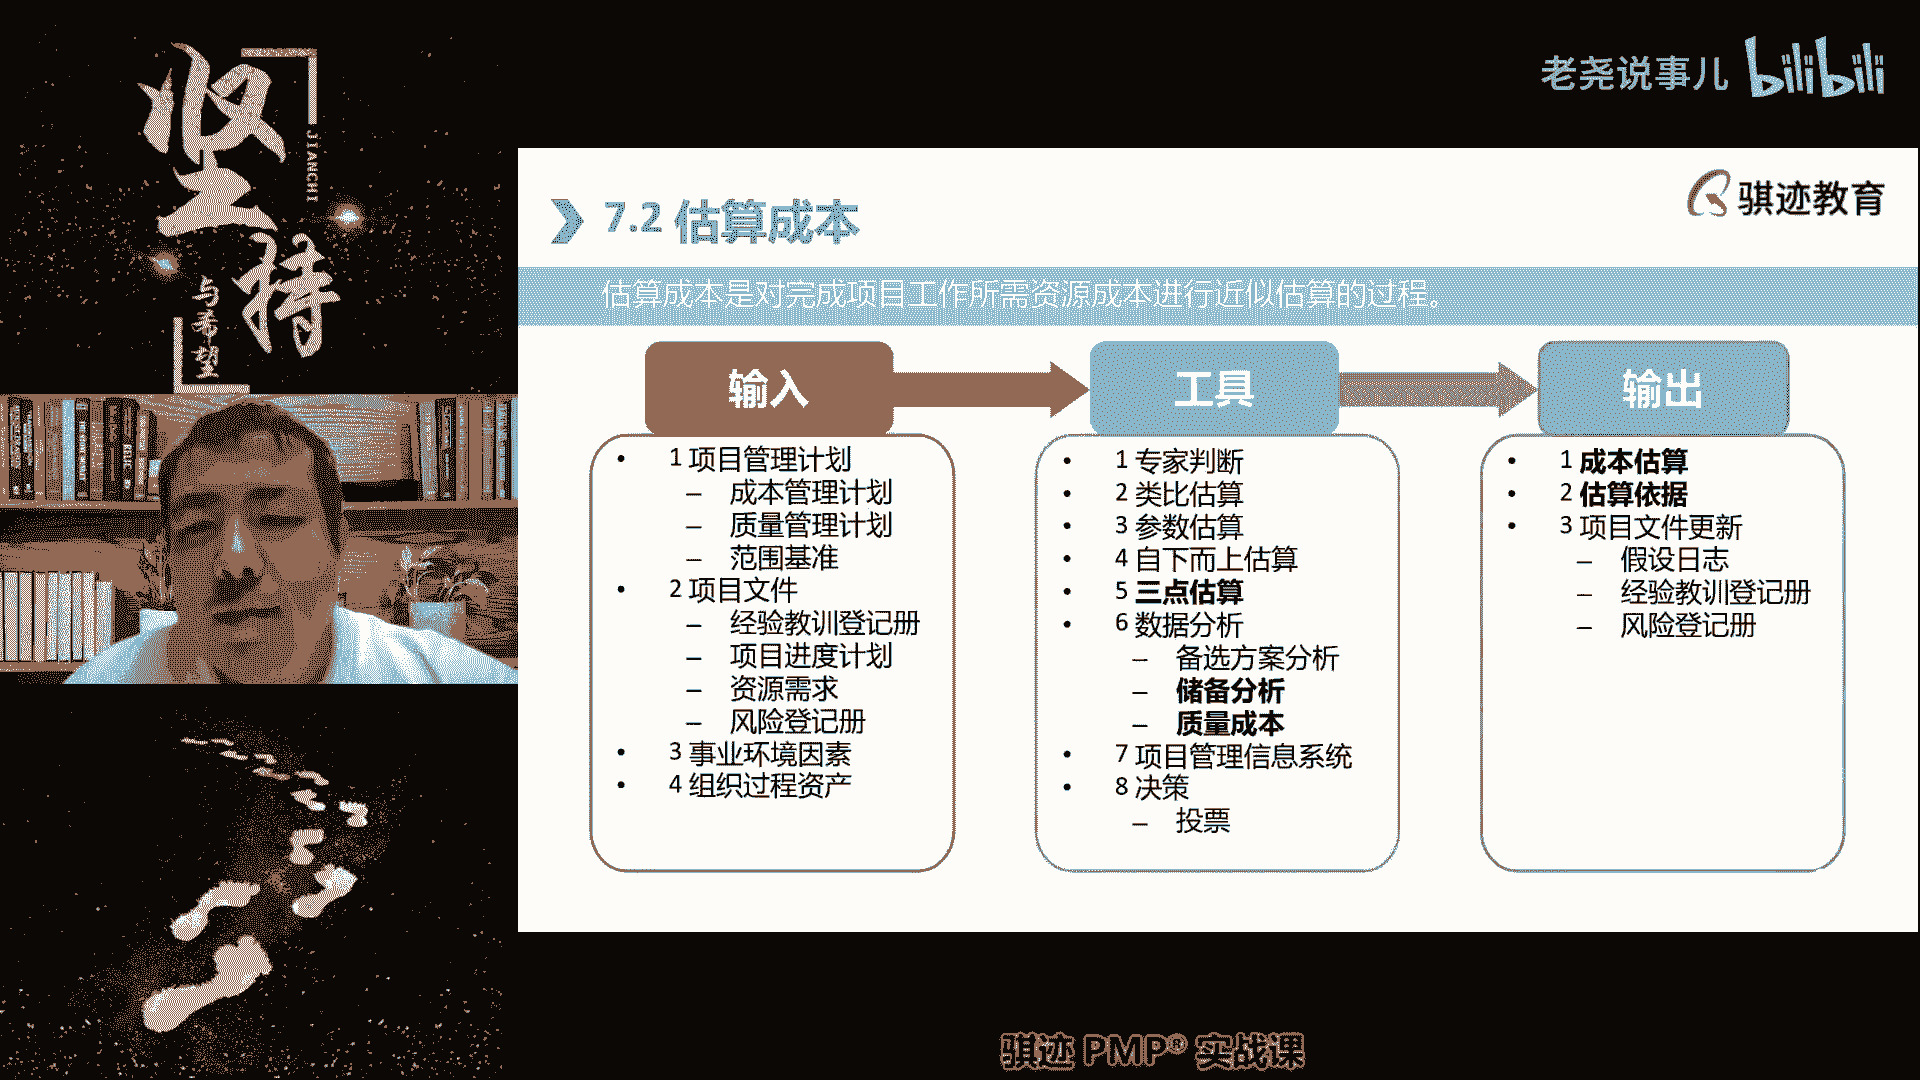 坚持
JIANCHI
与希望
老尧说事儿 bilibili
骐迹教育
7.2 估算成本
估算成本是对完成项目工作所需资源成本进行近似估算的过程。
输入
• 1 项目管理计划
– 成本管理计划
– 质量管理计划
– 范围基准
• 2 项目文件
– 经验教训登记册
– 项目进度计划
– 资源需求
– 风险登记册
• 3 事业环境因素
• 4 组织过程资产
工具
• 1 专家判断
• 2 类比估算
• 3 参数估算
• 4 自下而上估算
• 5 三点估算
• 6 数据分析
– 备选方案分析
– 储备分析
– 质量成本
• 7 项目管理信息系统
• 8 决策
– 投票
输出
• 1 成本估算
• 2 估算依据
• 3 项目文件更新
– 假设日志
– 经验教训登记册
– 风险登记册
骐迹 PMP® 实战课